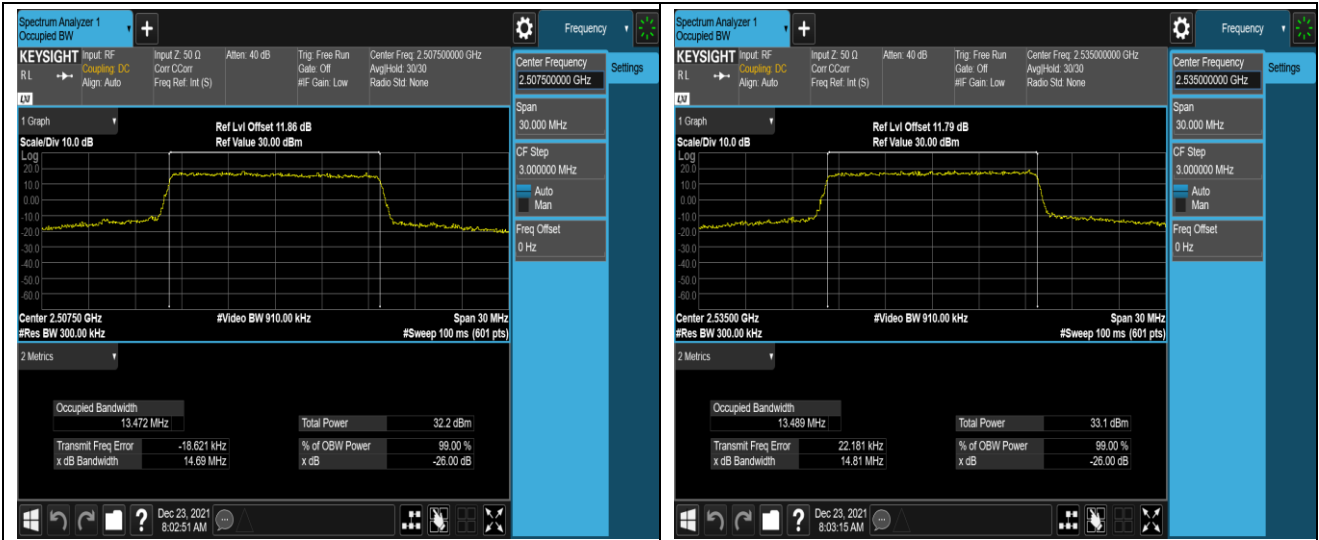 Spectrum Analyzer 1
Occupied BW
+
Frequency
KEYSIGHT
RL
LXI
Input: RF
Coupling: DC
Align: Auto
Input Z: 50 Ω
Corr CCorr
Freq Ref: Int (S)
Atten: 40 dB
Trig: Free Run
Gate: Off
#IF Gain: Low
Center Freq: 2.507500000 GHz
Avg|Hold: 30/30
Radio Std: None
Center Frequency
2.507500000 GHz
Settings
Span
30.000 MHz
CF Step
3.000000 MHz
Auto
Man
Freq Offset
0 Hz
1 Graph
Ref Lvl Offset 11.86 dB
Scale/Div 10.0 dB
Ref Value 30.00 dBm
Log
20.0
10.0
0.00
-10.0
-20.0
-30.0
-40.0
-50.0
-60.0
Center 2.50750 GHz
#Video BW 910.00 kHz
Span 30 MHz
#Res BW 300.00 kHz
#Sweep 100 ms (601 pts)
2 Metrics
Occupied Bandwidth
13.472 MHz
Total Power 32.2 dBm
Transmit Freq Error -18.621 kHz
% of OBW Power 99.00 %
x dB Bandwidth 14.69 MHz
x dB -26.00 dB
?
Dec 23, 2021
8:02:51 AM
Spectrum Analyzer 1
Occupied BW
+
Frequency
KEYSIGHT
RL
LXI
Input: RF
Coupling: DC
Align: Auto
Input Z: 50 Ω
Corr CCorr
Freq Ref: Int (S)
Atten: 40 dB
Trig: Free Run
Gate: Off
#IF Gain: Low
Center Freq: 2.535000000 GHz
Avg|Hold: 30/30
Radio Std: None
Center Frequency
2.535000000 GHz
Settings
Span
30.000 MHz
CF Step
3.000000 MHz
Auto
Man
Freq Offset
0 Hz
1 Graph
Ref Lvl Offset 11.79 dB
Scale/Div 10.0 dB
Ref Value 30.00 dBm
Log
20.0
10.0
0.00
-10.0
-20.0
-30.0
-40.0
-50.0
-60.0
Center 2.53500 GHz
#Video BW 910.00 kHz
Span 30 MHz
#Res BW 300.00 kHz
#Sweep 100 ms (601 pts)
2 Metrics
Occupied Bandwidth
13.489 MHz
Total Power 33.1 dBm
Transmit Freq Error 22.181 kHz
% of OBW Power 99.00 %
x dB Bandwidth 14.81 MHz
x dB -26.00 dB
?
Dec 23, 2021
8:03:15 AM